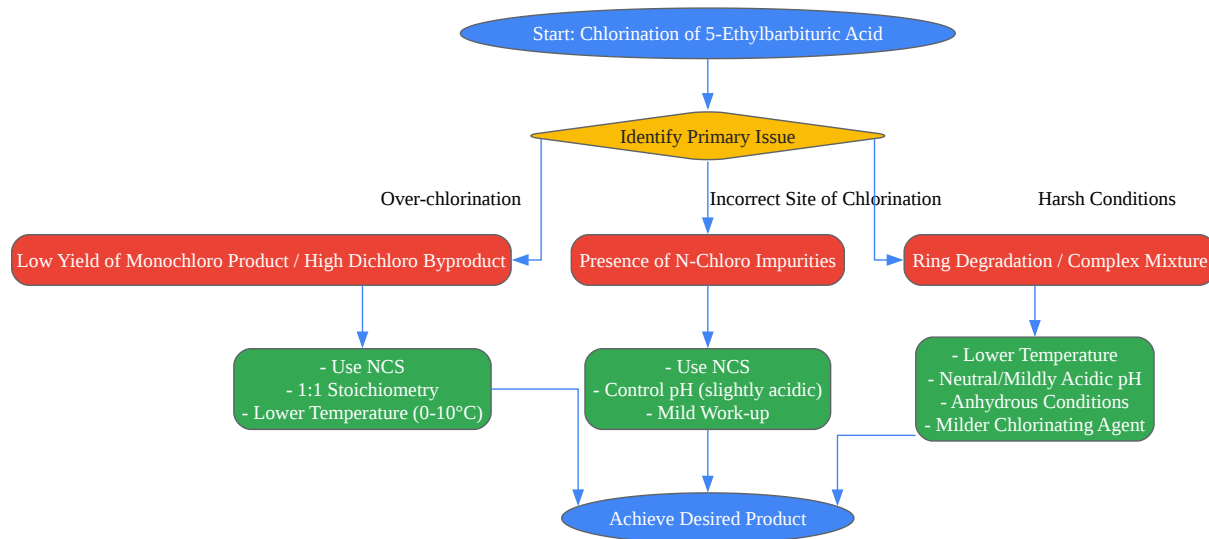 Start: Chlorination of 5-Ethylbarbituric Acid
Identify Primary Issue
Over-chlorination
Incorrect Site of Chlorination
Harsh Conditions
Low Yield of Monochloro Product / High Dichloro Byproduct
Presence of N-Chloro Impurities
Ring Degradation / Complex Mixture
- Use NCS
- 1:1 Stoichiometry
- Lower Temperature (0-10°C)
- Use NCS
- Control pH (slightly acidic)
- Mild Work-up
- Lower Temperature
- Neutral/Mildly Acidic pH
- Anhydrous Conditions
- Milder Chlorinating Agent
Achieve Desired Product